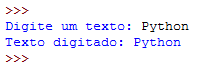 >>>
Digite um texto: Python
Texto digitado: Python
>>>